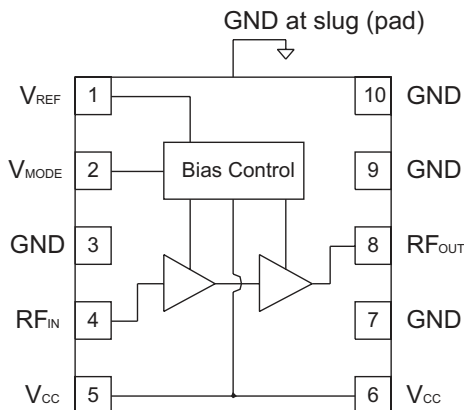 GND at slug (pad)
VREF 1 10 GND
VMODE 2 Bias Control 9 GND
GND 3 8 RFOUT
RFIN 4 7 GND
VCC 5 6 VCC